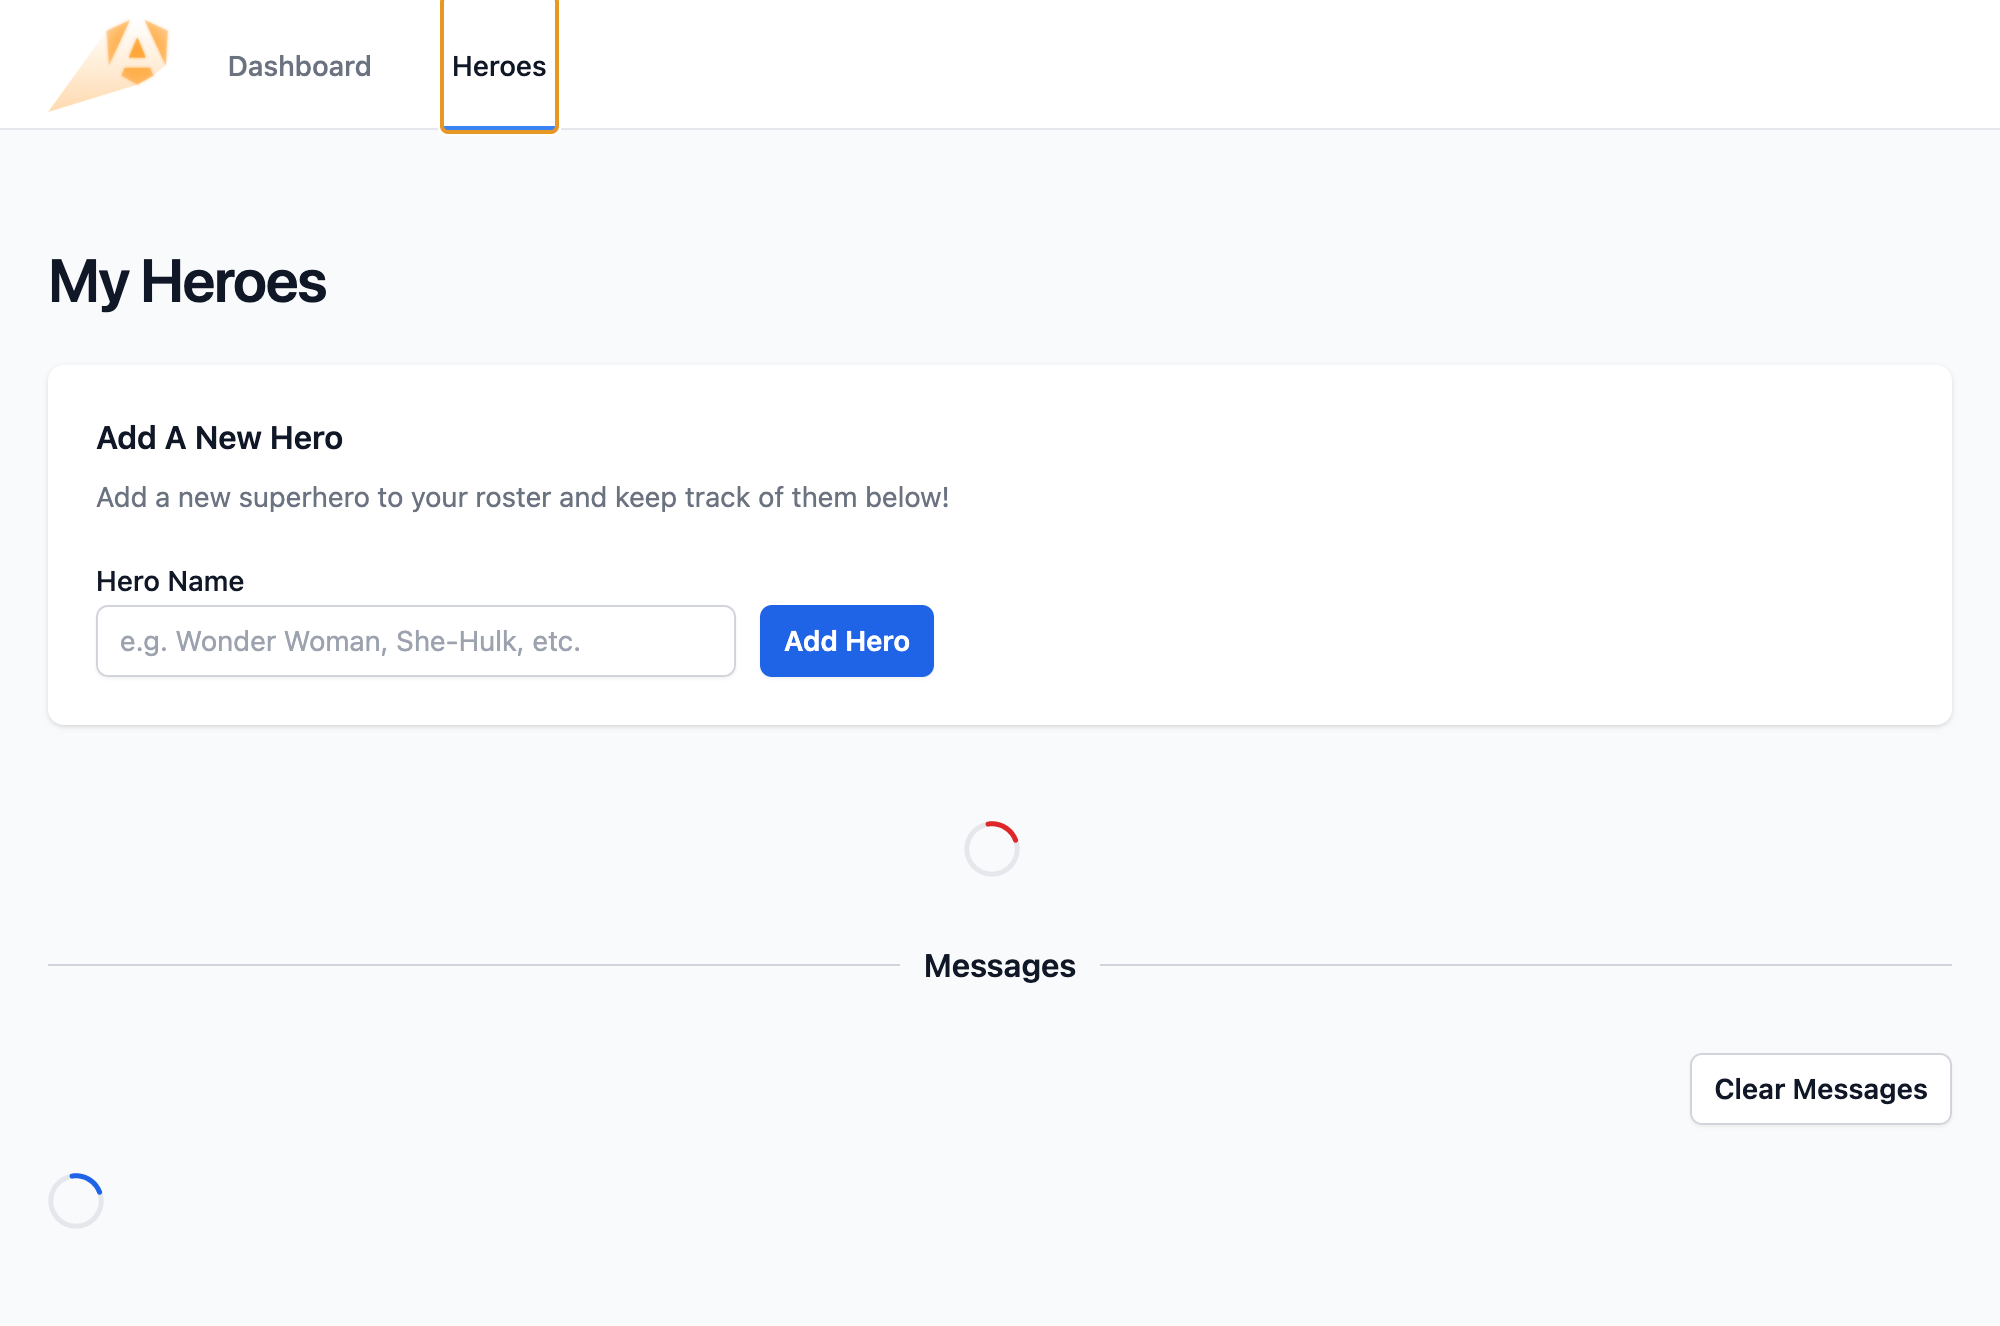 Dashboard
Heroes
My Heroes
Add A New Hero
Add a new superhero to your roster and keep track of them below!
Hero Name
e.g. Wonder Woman, She-Hulk, etc.
Add Hero
Messages
Clear Messages